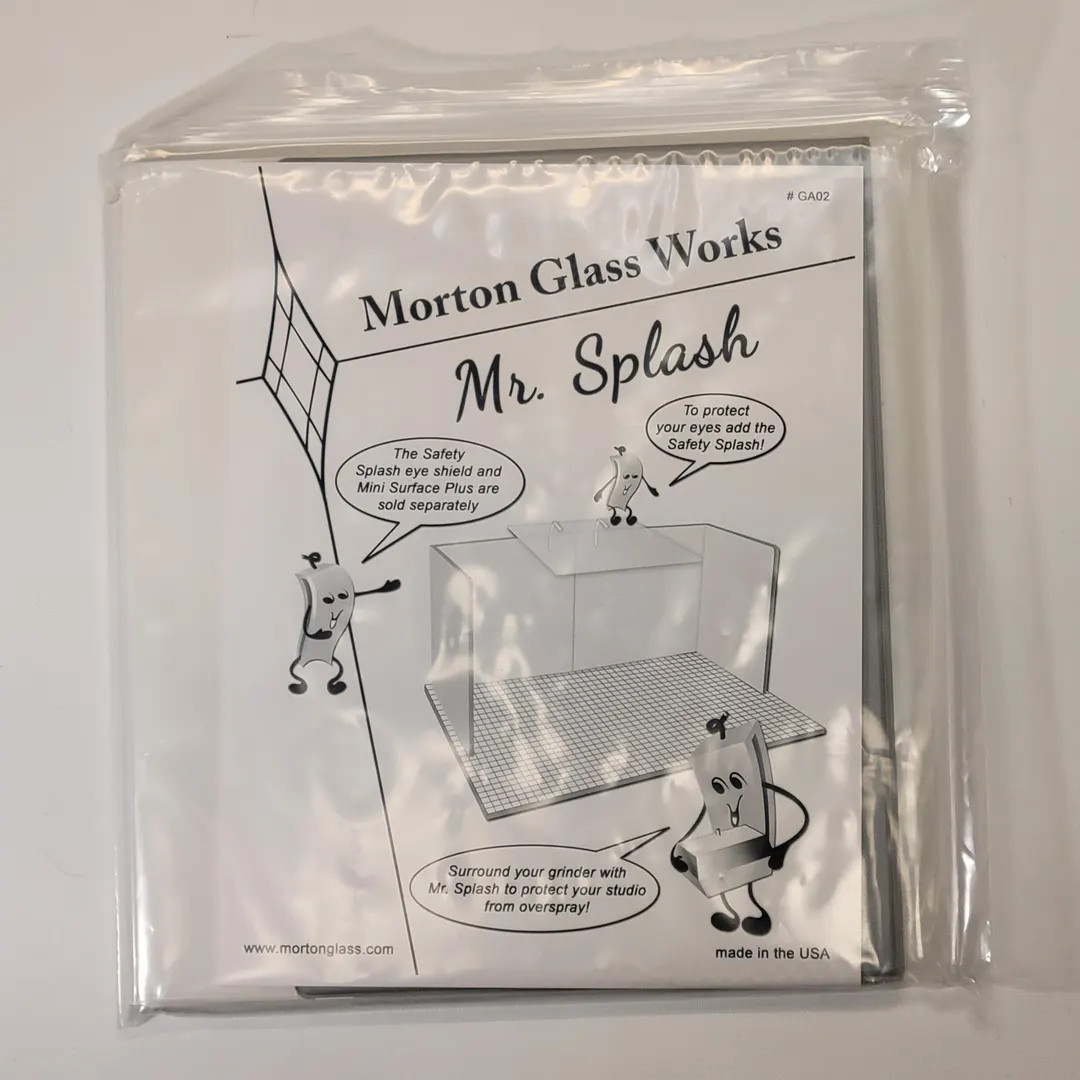 # GA02
Morton Glass Works
Mr. Splash
To protect
your eyes add the
Safety Splash!
The Safety
Splash eye shield and
Mini Surface Plus are
sold separately
Surround your grinder with
Mr. Splash to protect your studio
from overspray!
www.mortonglass.com
made in the USA